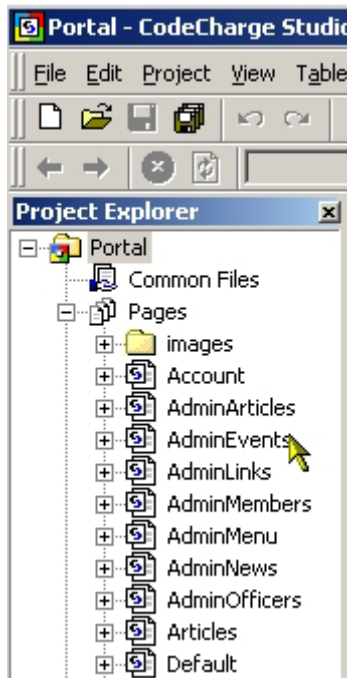 Portal - CodeCharge Studio
File Edit Project View Table
Project Explorer
Portal
Common Files
Pages
images
Account
AdminArticles
AdminEvents
AdminLinks
AdminMembers
AdminMenu
AdminNews
AdminOfficers
Articles
Default